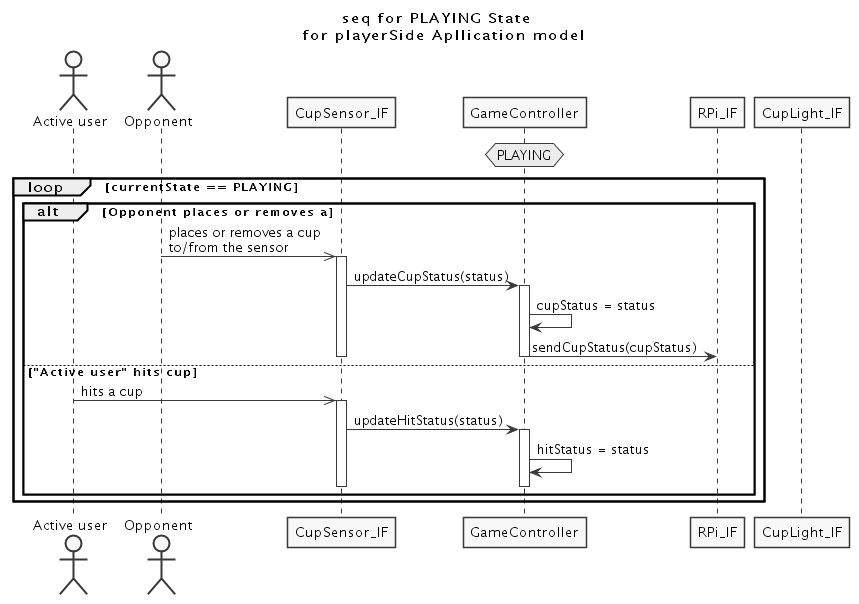 seq for PLAYING State
for playerSide Apllication model
Active user
Opponent
CupSensor_IF
GameController
RPi_IF
CupLight_IF
PLAYING
loop
[currentState == PLAYING]
alt
[Opponent places or removes a]
places or removes a cup
to/from the sensor
updateCupStatus(status)
cupStatus = status
sendCupStatus(cupStatus)
["Active user" hits cup]
hits a cup
updateHitStatus(status)
hitStatus = status
Active user
Opponent
CupSensor_IF
GameController
RPi_IF
CupLight_IF